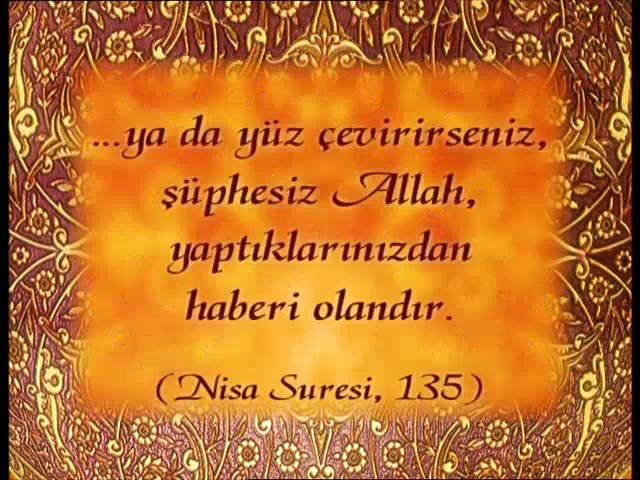 ...ya da yüz çevirirseniz,
şüphesiz Allah,
yaptıklarınızdan
haberi olandır.
(Nisa Suresi, 135)